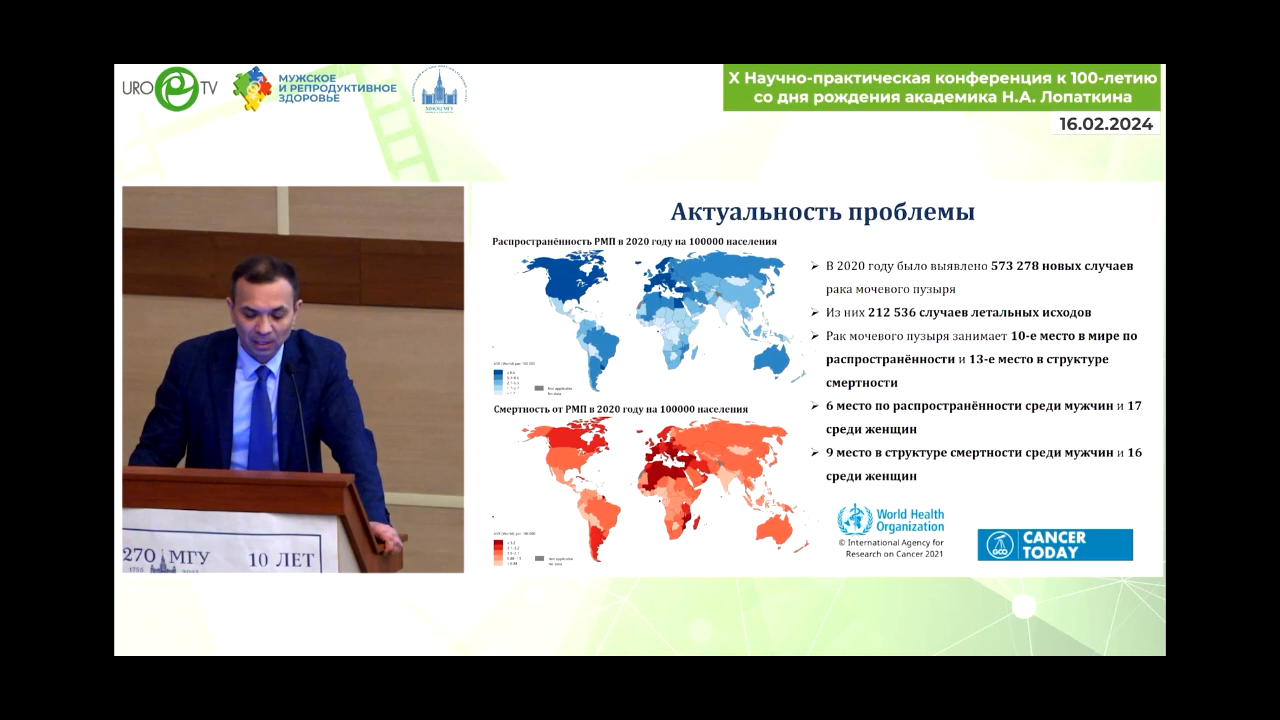 URO TV
МУЖСКОЕ
И РЕПРОДУКТИВНОЕ
ЗДОРОВЬЕ
X Научно-практическая конференция к 100-летию
со дня рождения академика Н.А. Лопаткина
16.02.2024
Актуальность проблемы
Распространённость РМП в 2020 году на 100000 населения
Смертность от РМП в 2020 году на 100000 населения
➢ В 2020 году было выявлено 573 278 новых случаев
рака мочевого пузыря
➢ Из них 212 536 случаев летальных исходов
➢ Рак мочевого пузыря занимает 10-е место в мире по
распространённости и 13-е место в структуре
смертности
➢ 6 место по распространённости среди мужчин и 17
среди женщин
➢ 9 место в структуре смертности среди мужчин и 16
среди женщин
World Health
Organization
© International Agency for
Research on Cancer 2021
GCO
CANCER
TODAY
270 МГУ
1755
10 ЛЕТ